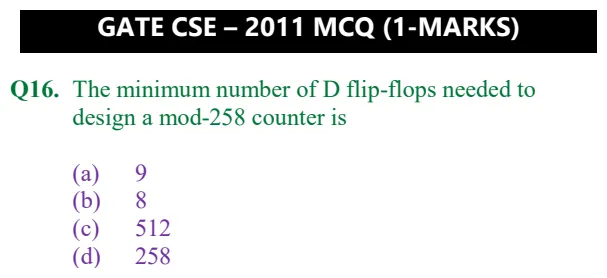 GATE CSE – 2011 MCQ (1-MARKS)
Q16. The minimum number of D flip-flops needed to
design a mod-258 counter is
(a) 9
(b) 8
(c) 512
(d) 258